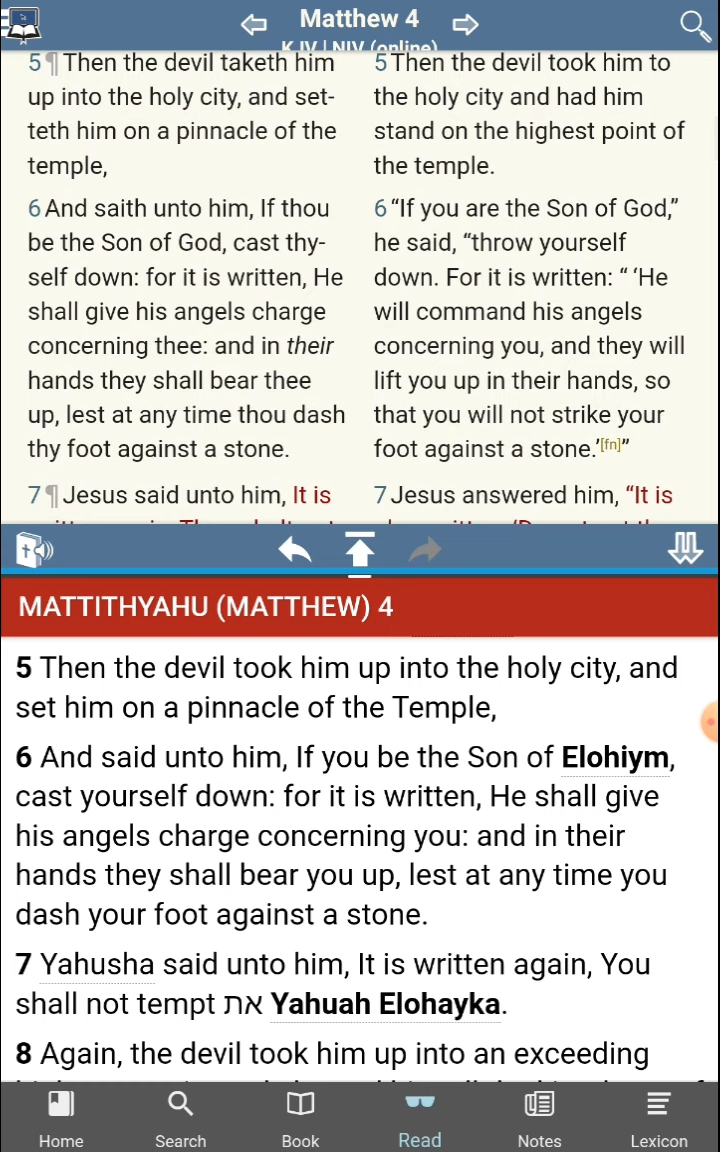 Matthew 4
KJV | NIV (online)
5 ¶ Then the devil taketh him
up into the holy city, and set-
teth him on a pinnacle of the
temple,
6 And saith unto him, If thou
be the Son of God, cast thy-
self down: for it is written, He
shall give his angels charge
concerning thee: and in their
hands they shall bear thee
up, lest at any time thou dash
thy foot against a stone.
7 ¶ Jesus said unto him, It is
5 Then the devil took him to
the holy city and had him
stand on the highest point of
the temple.
6 “If you are the Son of God,”
he said, “throw yourself
down. For it is written: “ ‘He
will command his angels
concerning you, and they will
lift you up in their hands, so
that you will not strike your
foot against a stone.’[fn]”
7 Jesus answered him, “It is
MATTITHYAHU (MATTHEW) 4
5 Then the devil took him up into the holy city, and
set him on a pinnacle of the Temple,
6 And said unto him, If you be the Son of Elohiym,
cast yourself down: for it is written, He shall give
his angels charge concerning you: and in their
hands they shall bear you up, lest at any time you
dash your foot against a stone.
7 Yahusha said unto him, It is written again, You
shall not tempt את Yahuah Elohayka.
8 Again, the devil took him up into an exceeding
Home
Search
Book
Read
Notes
Lexicon